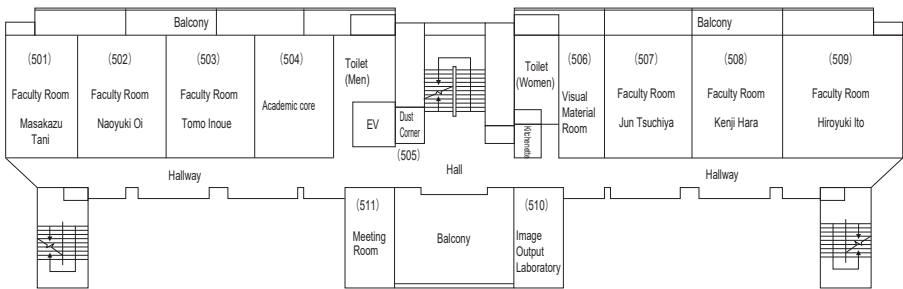 Balcony
Balcony
(501)
Faculty Room
Masakazu
Tani
(502)
Faculty Room
Naoyuki Oi
(503)
Faculty Room
Tomo Inoue
(504)
Academic core
Toilet
(Men)
EV
Dust
Corner
(505)
Toilet
(Women)
Kitchenette
(506)
Visual
Material
Room
(507)
Faculty Room
Jun Tsuchiya
(508)
Faculty Room
Kenji Hara
(509)
Faculty Room
Hiroyuki Ito
Hallway
Hall
Hallway
(511)
Meeting
Room
Balcony
(510)
Image
Output
Laboratory